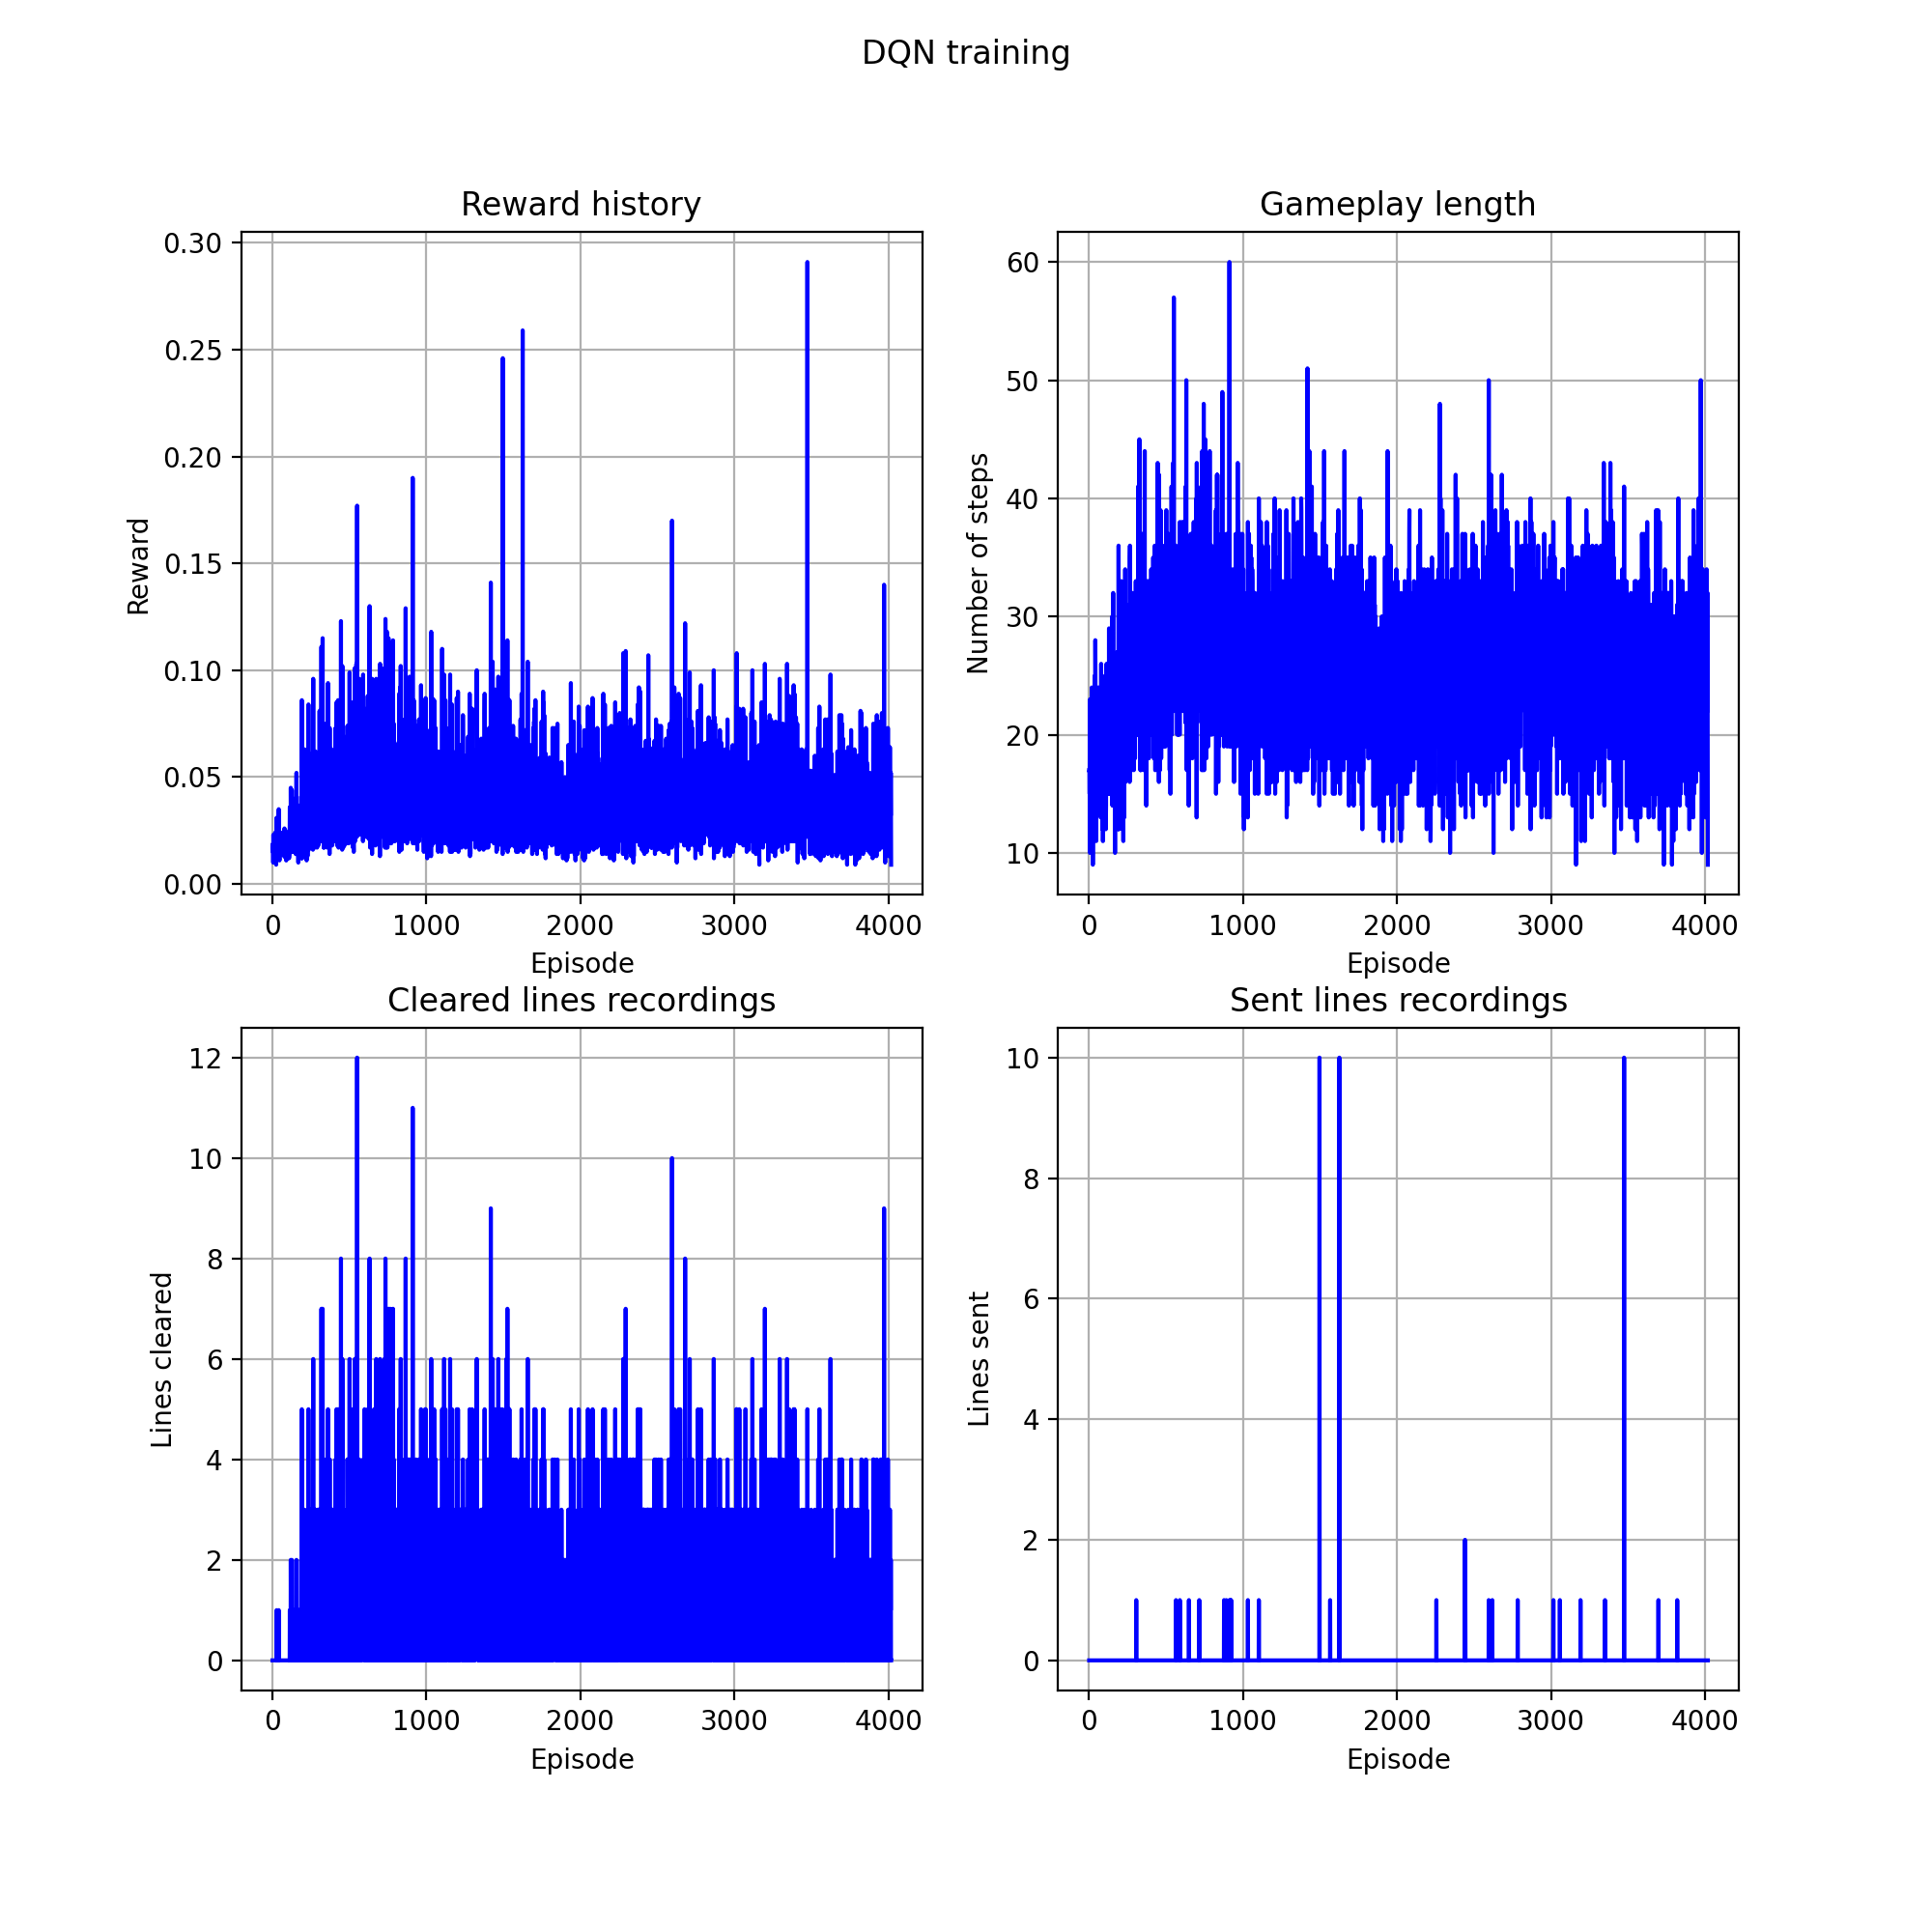 DQN training
Reward history
0.30
0.25
0.20
0.15
0.10
0.05
0.00
Reward
0 1000 2000 3000 4000
Episode
Gameplay length
60
50
40
30
20
10
Number of steps
0 1000 2000 3000 4000
Episode
Cleared lines recordings
12
10
8
6
4
2
0
Lines cleared
0 1000 2000 3000 4000
Episode
Sent lines recordings
10
8
6
4
2
0
Lines sent
0 1000 2000 3000 4000
Episode